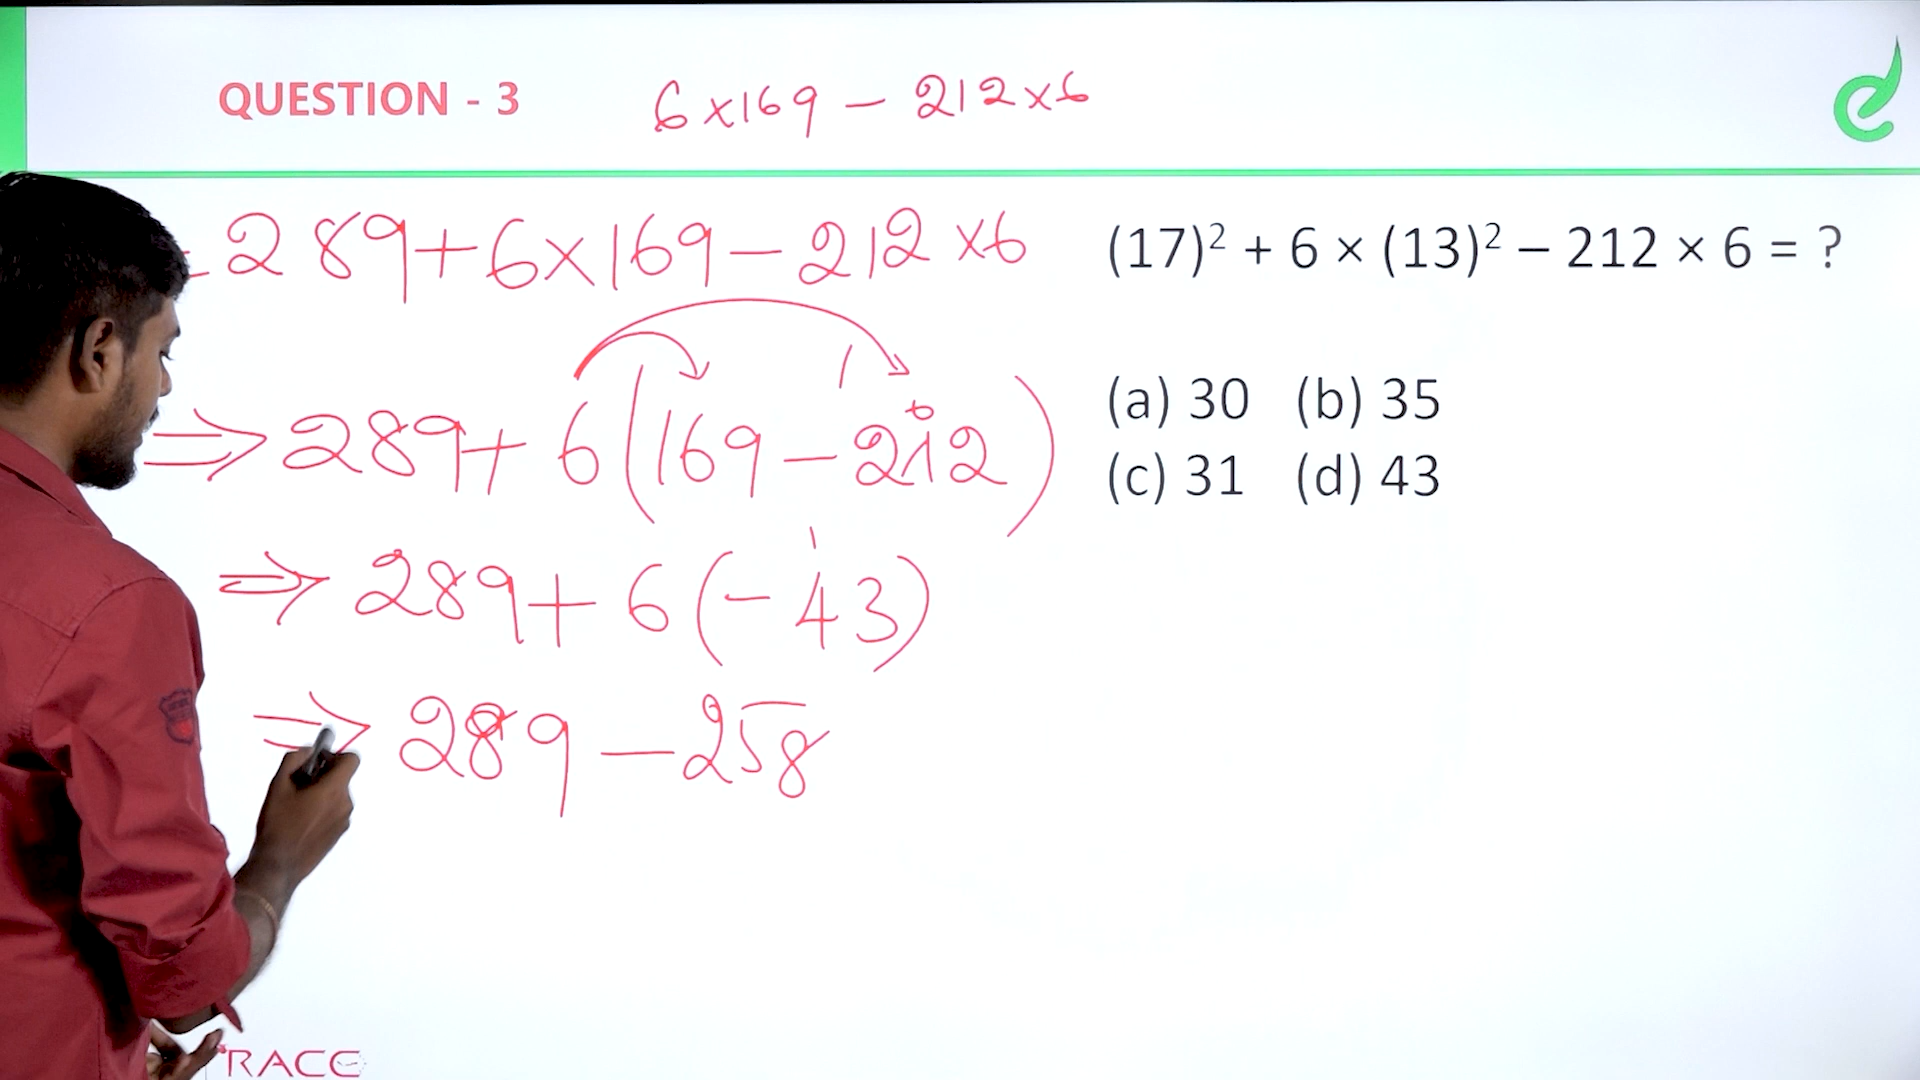 QUESTION - 3
6×169 - 212×6
= 289+6×169-212×6
(17)² + 6 × (13)² – 212 × 6 = ?
⇒ 289+ 6(169 - 212)
(a) 30 (b) 35
(c) 31 (d) 43
⇒ 289+ 6(-43)
⇒ 289 - 258
RACE